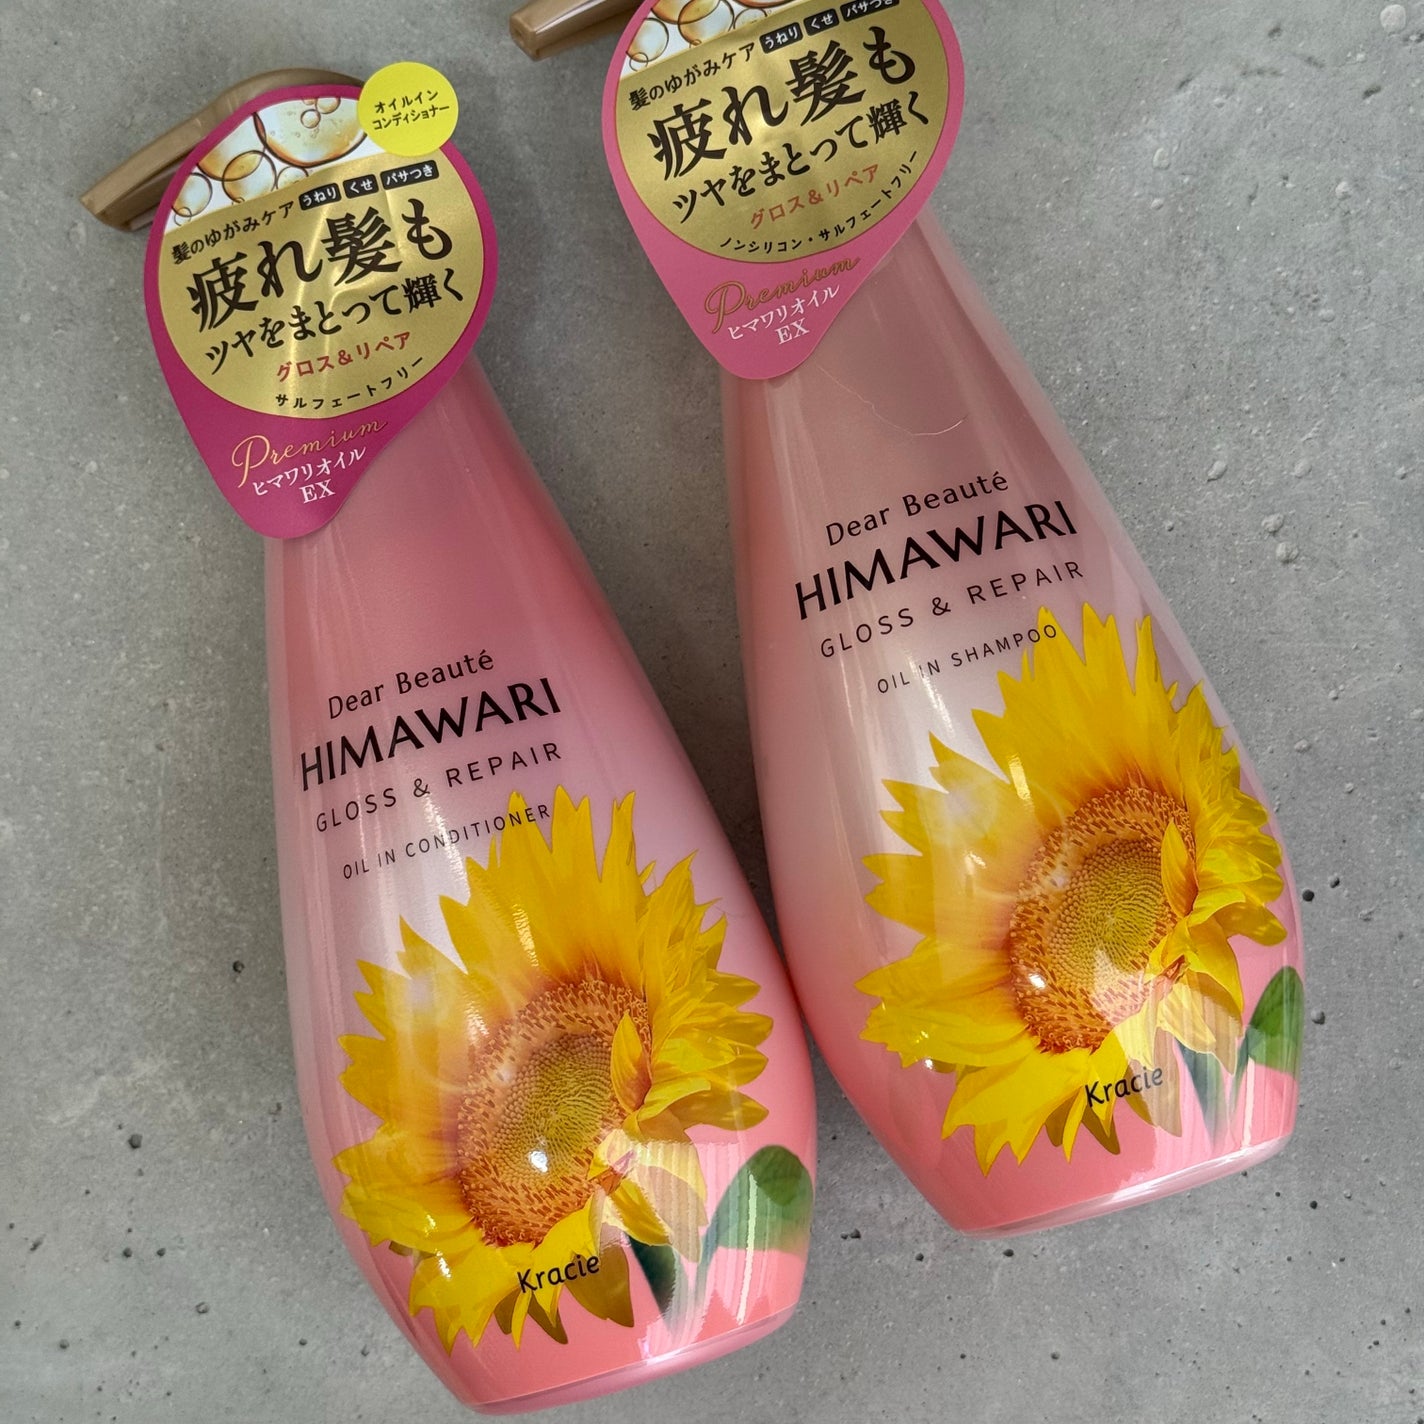 オイルイン
コンディショナー
髪のゆがみケア うねり くせ パサつき
疲れ髪も
ツヤをまとって輝く
グロス&リペア
サルフェートフリー
Premium
ヒマワリオイル
EX
Dear Beauté
HIMAWARI
GLOSS & REPAIR
OIL IN CONDITIONER
Kracie
髪のゆがみケア うねり くせ パサつき
疲れ髪も
ツヤをまとって輝く
グロス&リペア
ノンシリコン・サルフェートフリー
Premium
ヒマワリオイル
EX
Dear Beauté
HIMAWARI
GLOSS & REPAIR
OIL IN SHAMPOO
Kracie